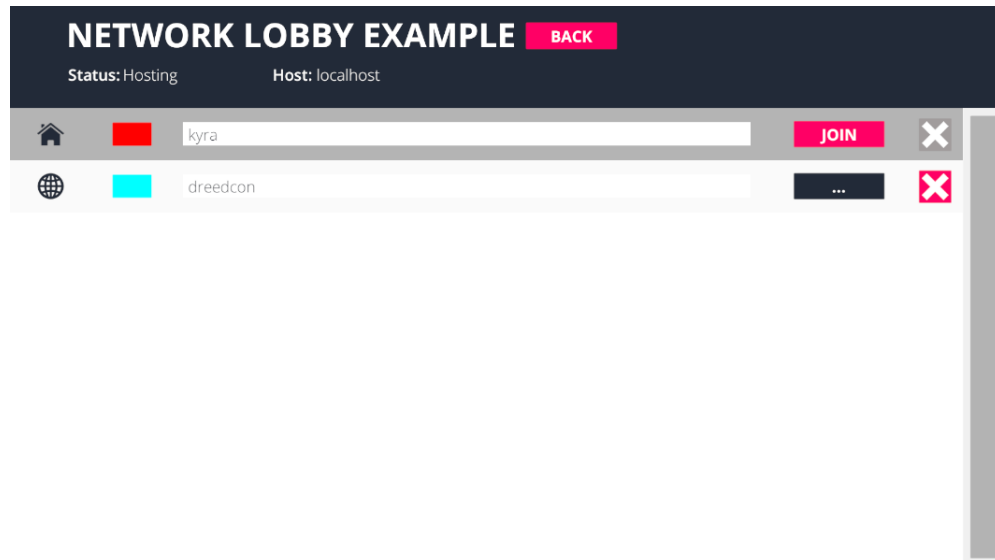 NETWORK LOBBY EXAMPLE BACK
Status: Hosting Host: localhost
kyra JOIN
dreedcon ...